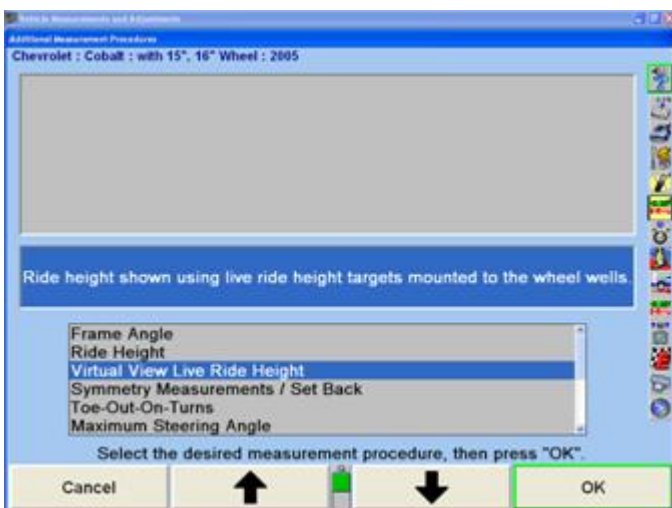 Vehicle Measurements and Adjustments
Additional Measurement Procedures
Chevrolet : Cobalt : with 15", 16" Wheel : 2005
Ride height shown using live ride height targets mounted to the wheel wells.
Frame Angle
Ride Height
Virtual View Live Ride Height
Symmetry Measurements / Set Back
Toe-Out-On-Turns
Maximum Steering Angle
Select the desired measurement procedure, then press "OK".
Cancel
OK